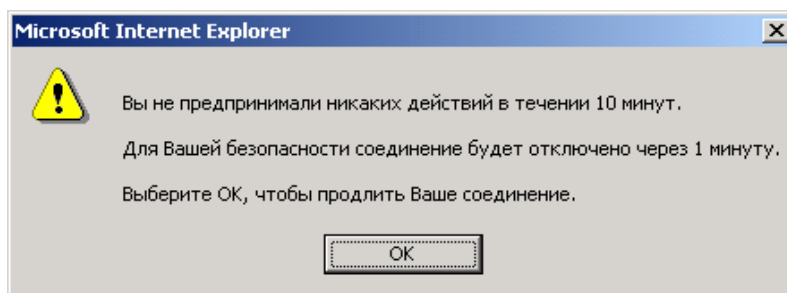 Microsoft Internet Explorer
Вы не предпринимали никаких действий в течении 10 минут.
Для Вашей безопасности соединение будет отключено через 1 минуту.
Выберите ОК, чтобы продлить Ваше соединение.
OK